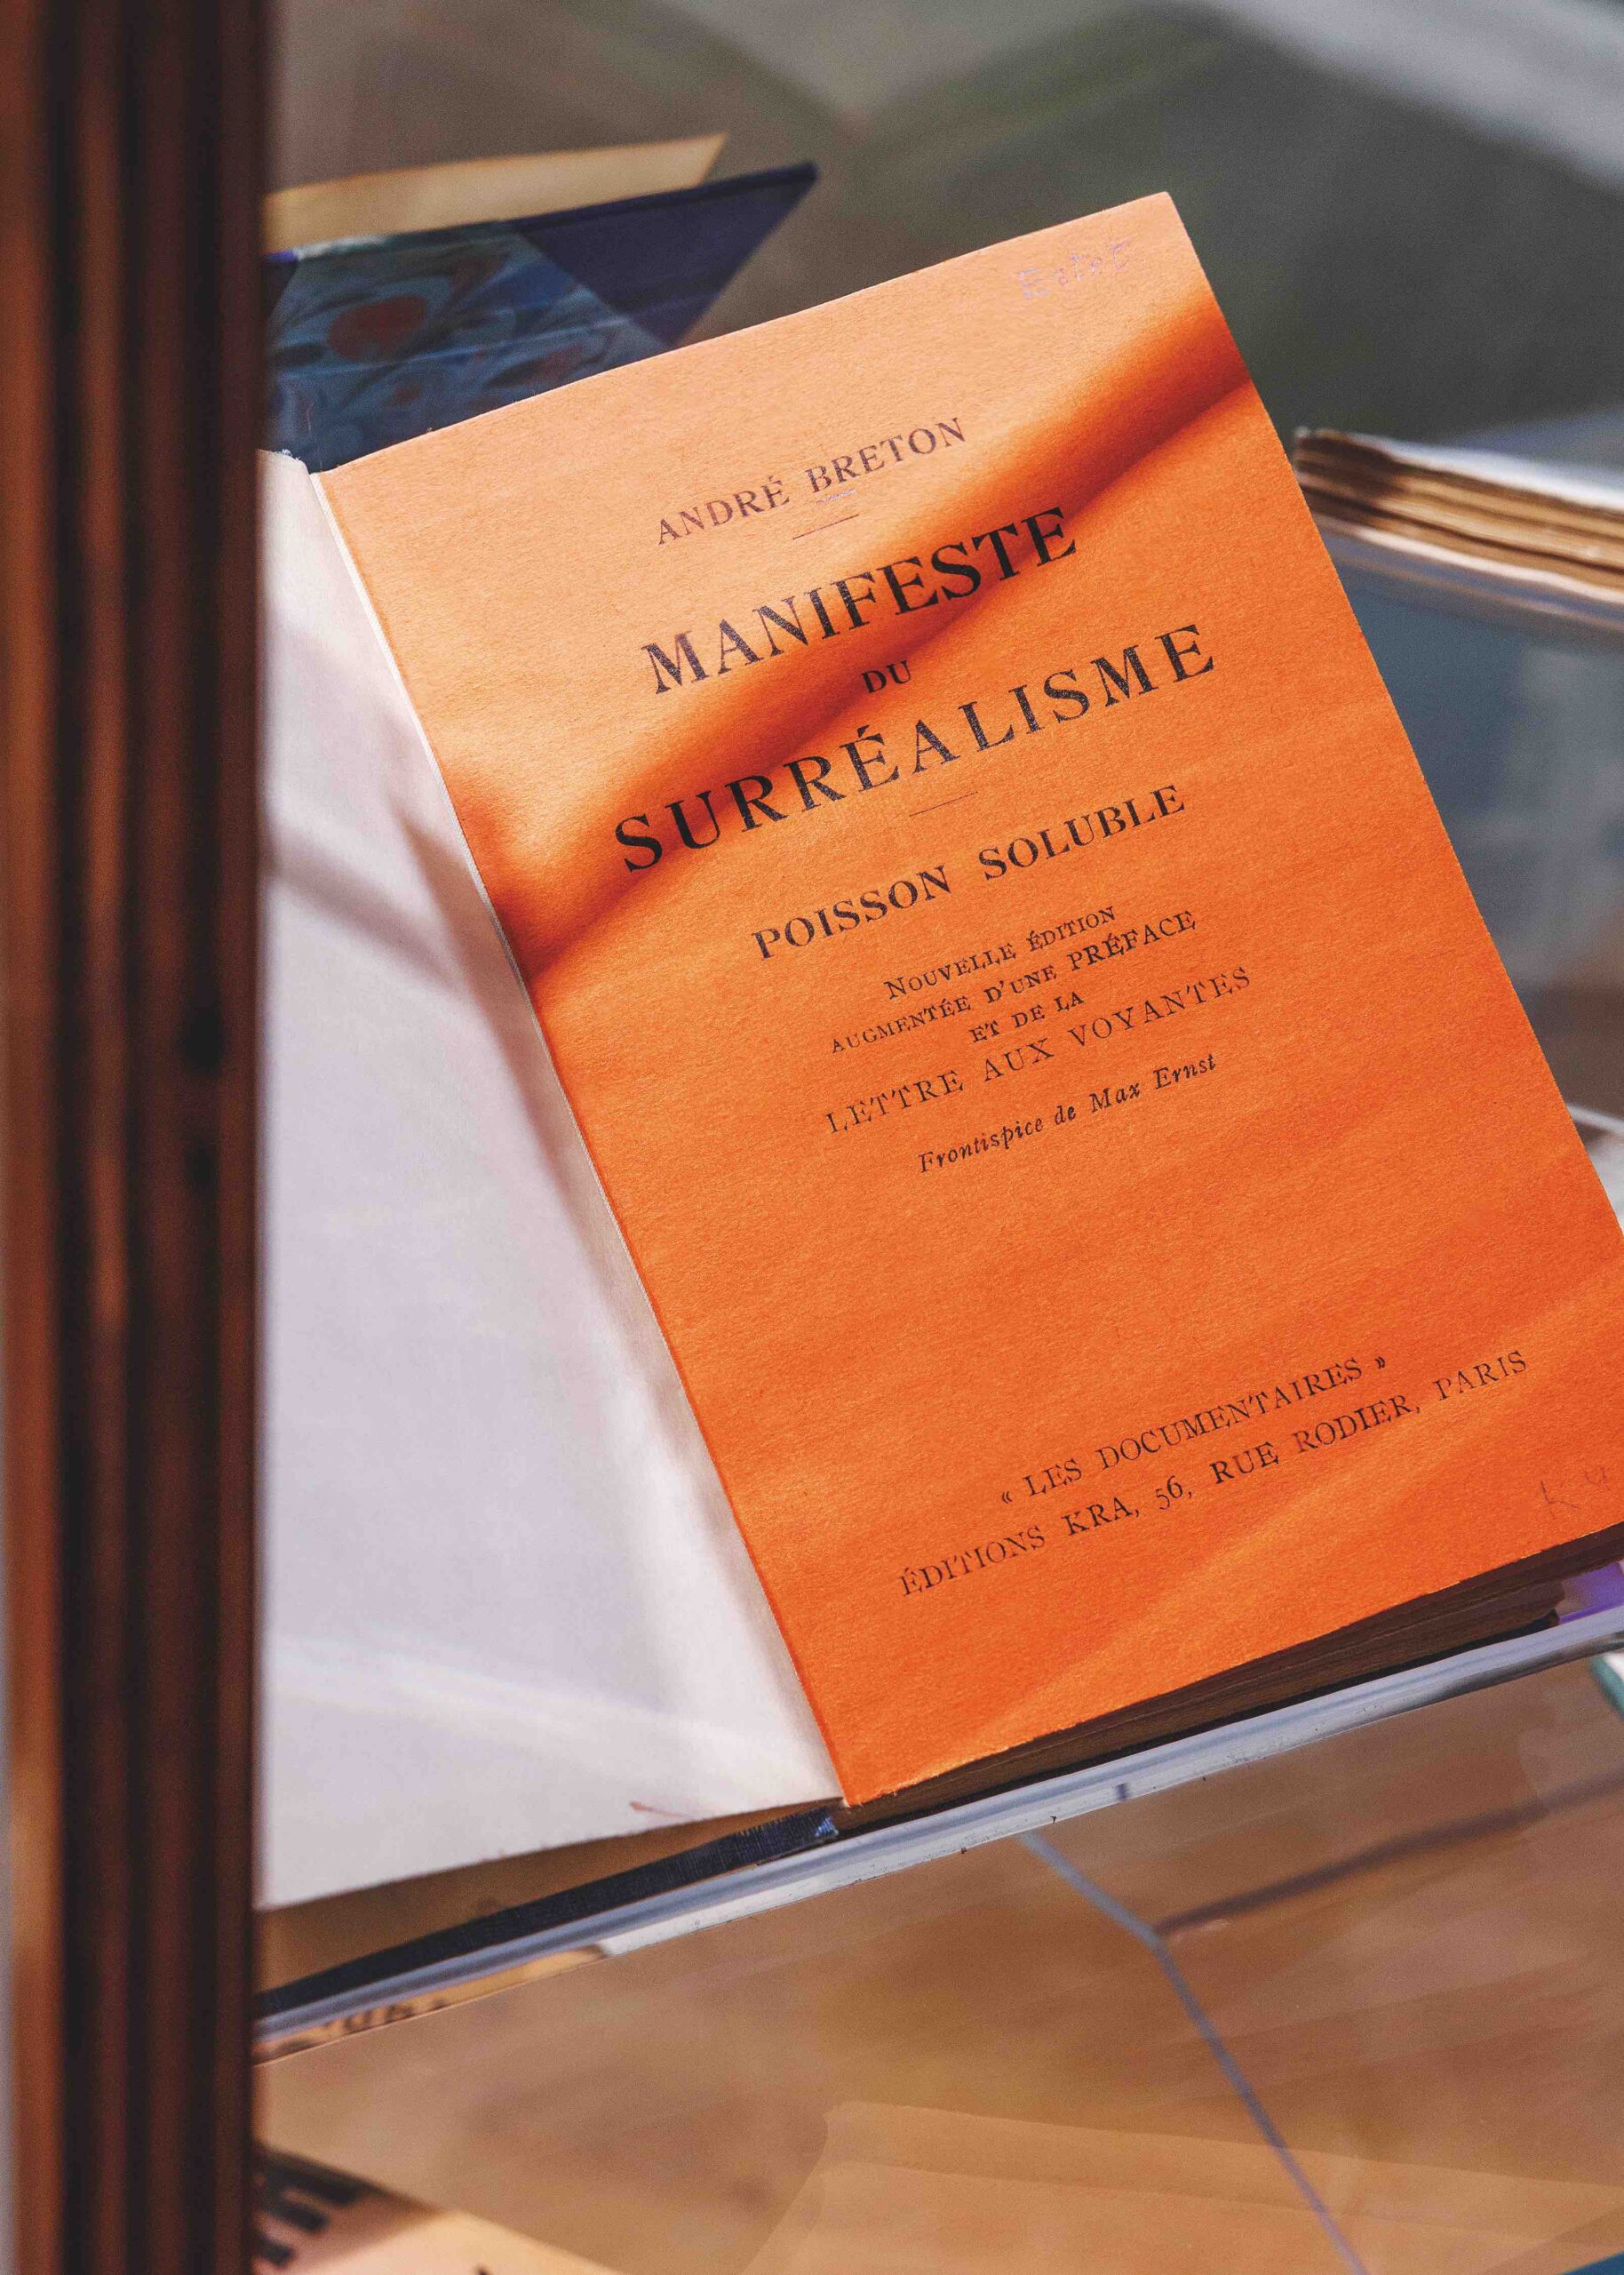 ANDRÉ BRETON
MANIFESTE
DU
SURRÉALISME
POISSON SOLUBLE
NOUVELLE ÉDITION
AUGMENTÉE D'UNE PRÉFACE
ET DE LA
LETTRE AUX VOYANTES
Frontispice de Max Ernst
« LES DOCUMENTAIRES »
ÉDITIONS KRA, 56, RUE RODIER, PARIS